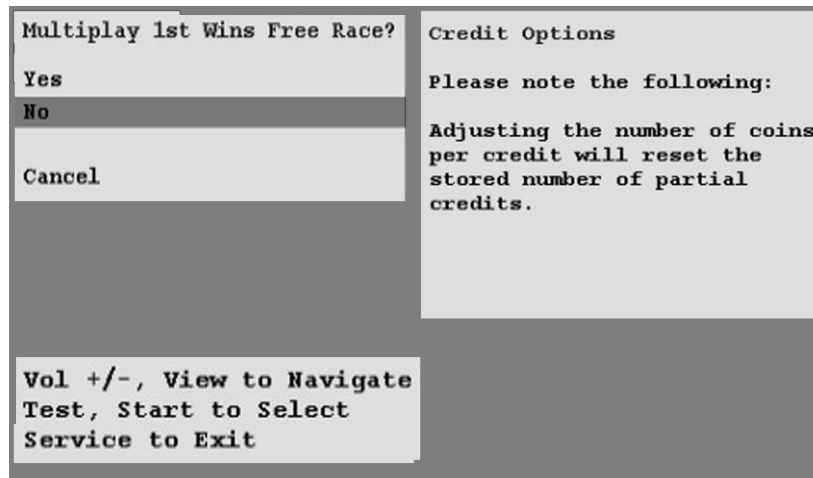 Multiplay 1st Wins Free Race?
Yes
No
Cancel
Credit Options
Please note the following:
Adjusting the number of coins
per credit will reset the
stored number of partial
credits.
Vol +/-, View to Navigate
Test, Start to Select
Service to Exit